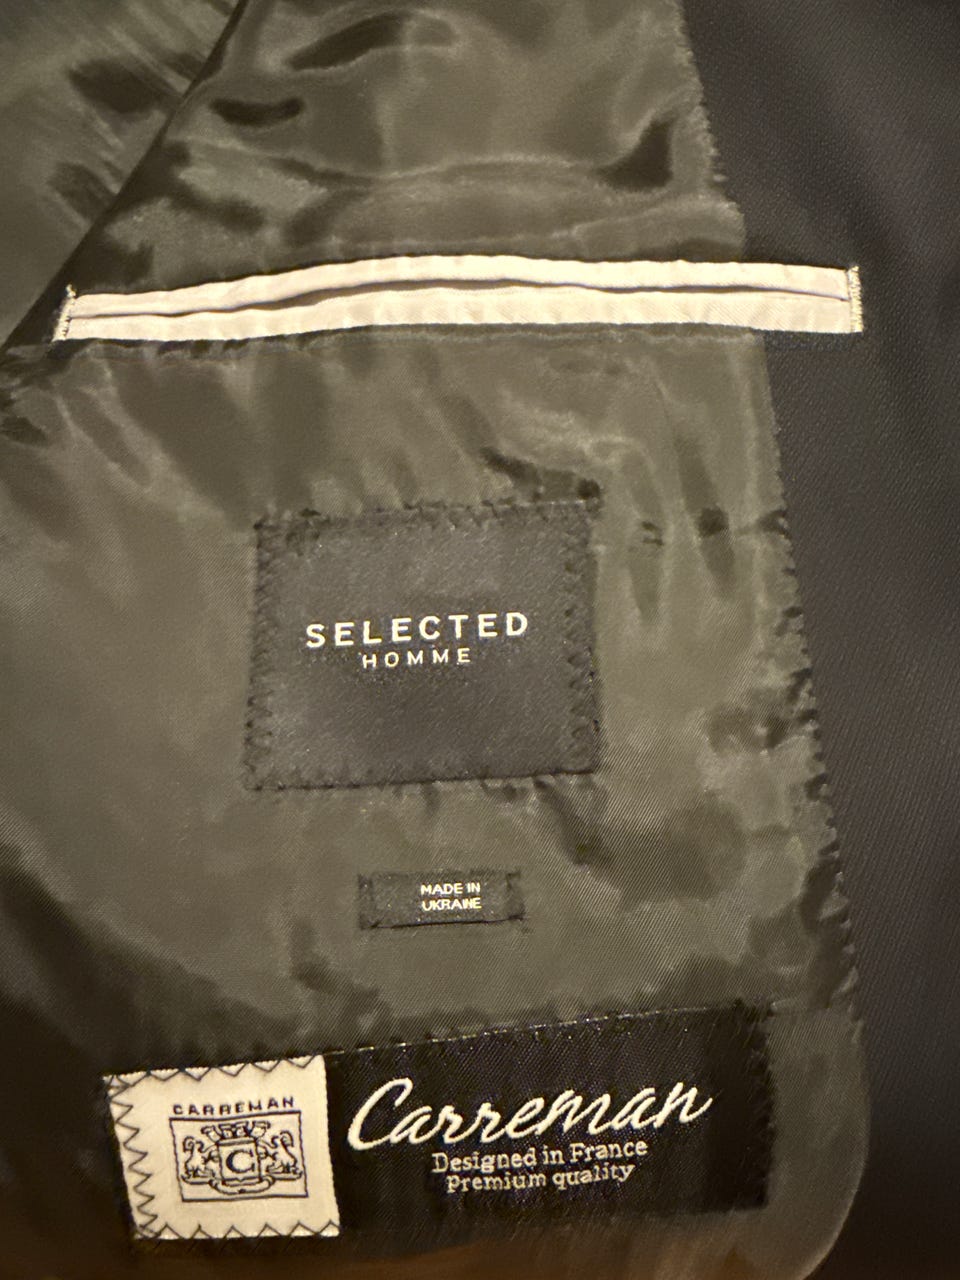 SELECTED
HOMME
MADE IN
UKRAINE
CARREMAN
C
Carreman
Designed in France
Premium quality